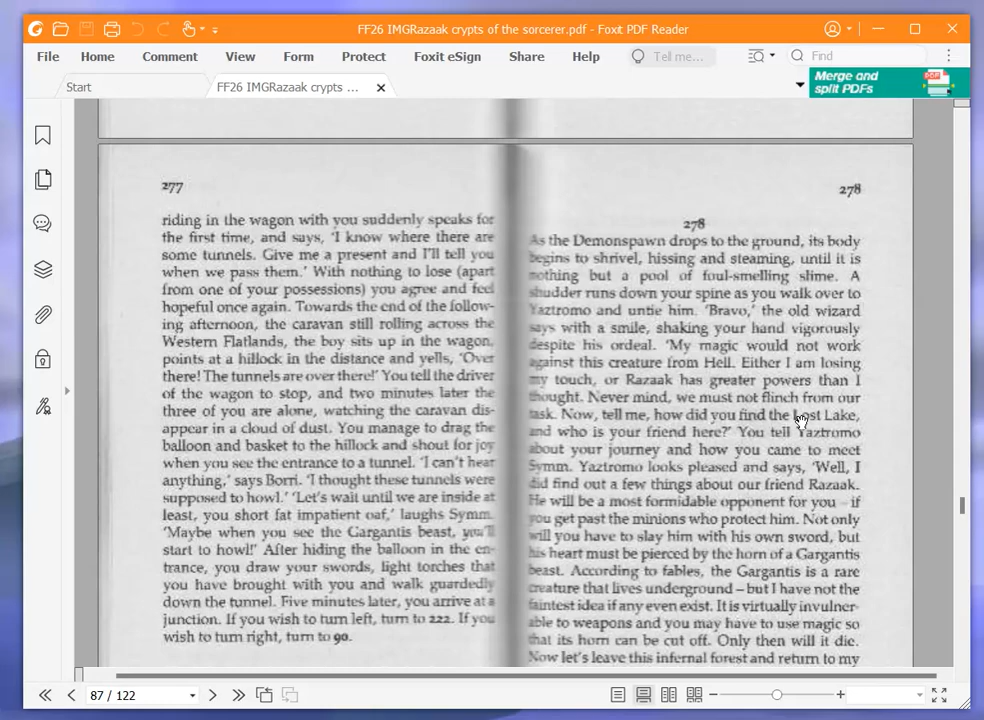 FF26 IMGRazaak crypts of the sorcerer.pdf - Foxit PDF Reader
File Home Comment View Form Protect Foxit eSign Share Help Tell me... Find
Start
FF26 IMGRazaak crypts ...
Merge and
split PDFs
277
riding in the wagon with you suddenly speaks for
the first time, and says, 'I know where there are
some tunnels. Give me a present and I'll tell you
when we pass them.' With nothing to lose (apart
from one of your possessions) you agree and feel
hopeful once again. Towards the end of the follow-
ing afternoon, the caravan still rolling across the
Western Flatlands, the boy sits up in the wagon,
points at a hillock in the distance and yells, 'Over
there! The tunnels are over there!' You tell the driver
of the wagon to stop, and two minutes later the
three of you are alone, watching the caravan dis-
appear in a cloud of dust. You manage to drag the
balloon and basket to the hillock and shout for joy
when you see the entrance to a tunnel. 'I can't hear
anything,' says Borri. 'I thought these tunnels were
supposed to howl.' 'Let's wait until we are inside at
least, you short fat impatient oaf,' laughs Symm.
'Maybe when you see the Gargantis beast, you'll
start to howl!' After hiding the balloon in the en-
trance, you draw your swords, light torches that
you have brought with you and walk guardedly
down the tunnel. Five minutes later, you arrive at a
junction. If you wish to turn left, turn to 222. If you
wish to turn right, turn to 90.
278
278
As the Demonspawn drops to the ground, its body
begins to shrivel, hissing and steaming, until it is
nothing but a pool of foul-smelling slime. A
shudder runs down your spine as you walk over to
Yaztromo and untie him. 'Bravo,' the old wizard
says with a smile, shaking your hand vigorously
despite his ordeal. 'My magic would not work
against this creature from Hell. Either I am losing
my touch, or Razaak has greater powers than I
thought. Never mind, we must not flinch from our
task. Now, tell me, how did you find the Lost Lake,
and who is your friend here?' You tell Yaztromo
about your journey and how you came to meet
Symm. Yaztromo looks pleased and says, 'Well, I
did find out a few things about our friend Razaak.
He will be a most formidable opponent for you – if
you get past the minions who protect him. Not only
will you have to slay him with his own sword, but
his heart must be pierced by the horn of a Gargantis
beast. According to fables, the Gargantis is a rare
creature that lives underground – but I have not the
faintest idea if any even exist. It is virtually invulner-
able to weapons and you may have to use magic so
that its horn can be cut off. Only then will it die.
Now let's leave this infernal forest and return to my
87 / 122